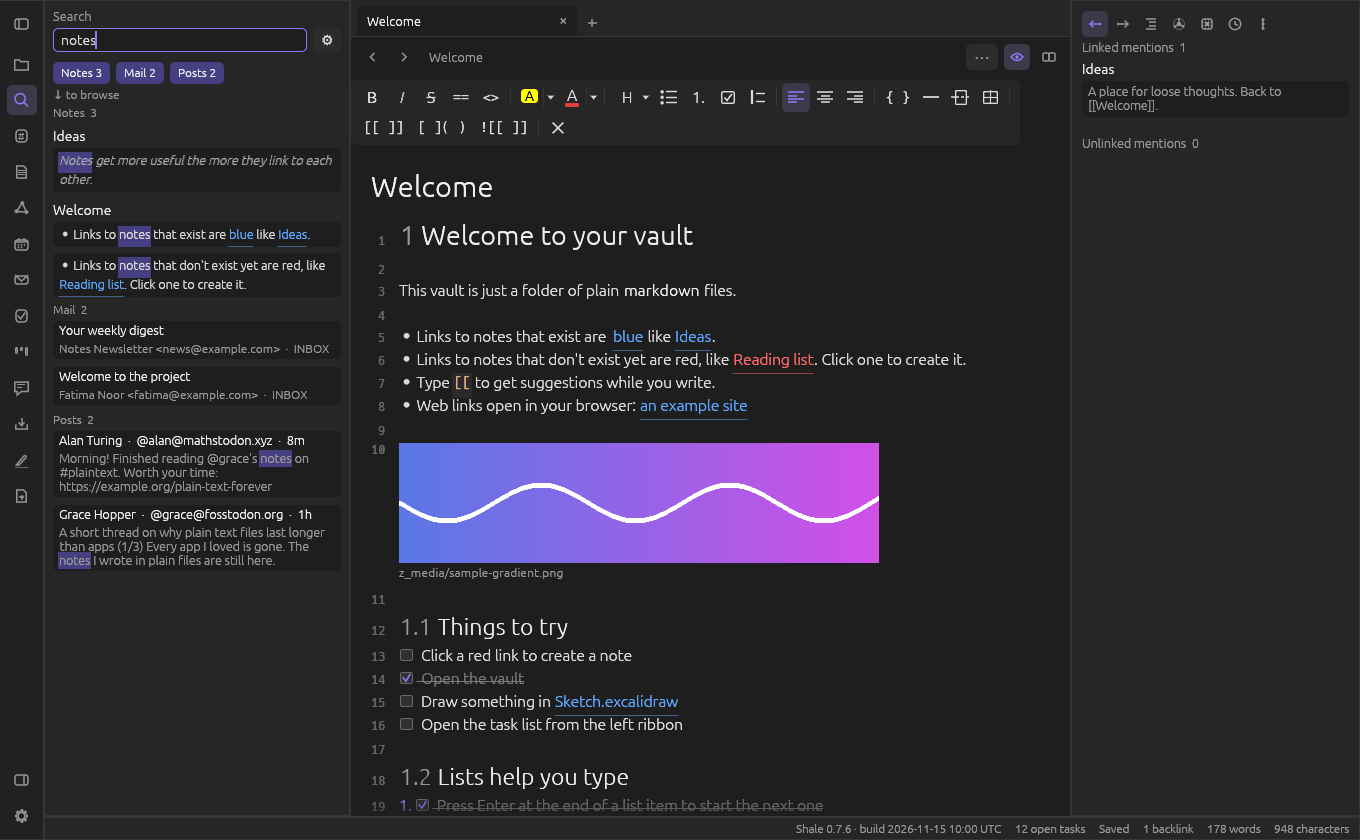 Search
notes
Notes 3
Mail 2
Posts 2
↓ to browse
Notes 3
Ideas
Notes get more useful the more they link to each
other.
Welcome
• Links to notes that exist are blue like Ideas.
• Links to notes that don't exist yet are red, like
Reading list. Click one to create it.
Mail 2
Your weekly digest
Notes Newsletter <news@example.com> · INBOX
Welcome to the project
Fatima Noor <fatima@example.com> · INBOX
Posts 2
Alan Turing · @alan@mathstodon.xyz · 8m
Morning! Finished reading @grace's notes on
#plaintext. Worth your time:
https://example.org/plain-text-forever
Grace Hopper · @grace@fosstodon.org · 1h
A short thread on why plain text files last longer
than apps (1/3) Every app I loved is gone. The
notes I wrote in plain files are still here.
Welcome × +
Welcome
B I S == <> A A H 1. { } —
[[ ]] [ ]( ) ![[ ]] ×
Welcome
1 1 Welcome to your vault
2
3 This vault is just a folder of plain markdown files.
4
5 • Links to notes that exist are blue like Ideas.
6 • Links to notes that don't exist yet are red, like Reading list. Click one to create it.
7 • Type [[ to get suggestions while you write.
8 • Web links open in your browser: an example site
9
10
z_media/sample-gradient.png
11
12 1.1 Things to try
13 Click a red link to create a note
14 Open the vault
15 Draw something in Sketch.excalidraw
16 Open the task list from the left ribbon
17
18 1.2 Lists help you type
19 1. Press Enter at the end of a list item to start the next one
Linked mentions 1
Ideas
A place for loose thoughts. Back to
[[Welcome]].
Unlinked mentions 0
Shale 0.7.6 · build 2026-11-15 10:00 UTC 12 open tasks Saved 1 backlink 178 words 948 characters